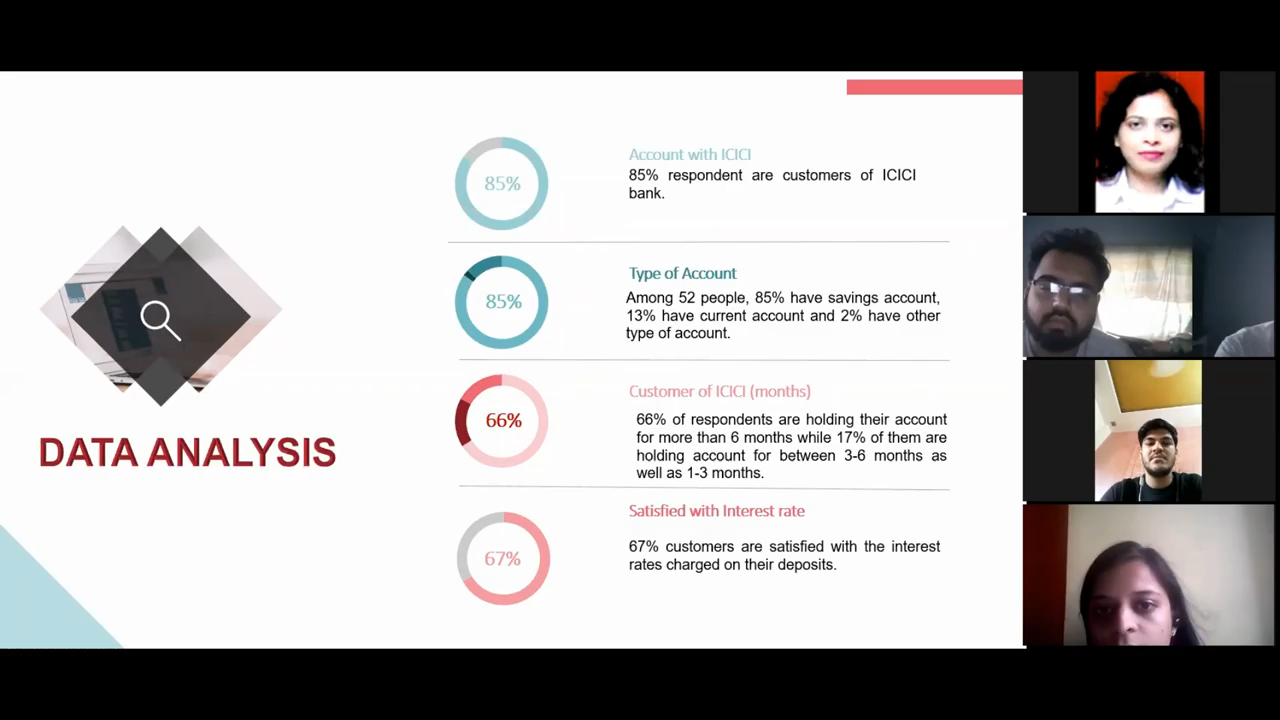 DATA ANALYSIS
85%
Account with ICICI
85% respondent are customers of ICICI
bank.
85%
Type of Account
Among 52 people, 85% have savings account,
13% have current account and 2% have other
type of account.
66%
Customer of ICICI (months)
66% of respondents are holding their account
for more than 6 months while 17% of them are
holding account for between 3-6 months as
well as 1-3 months.
67%
Satisfied with Interest rate
67% customers are satisfied with the interest
rates charged on their deposits.